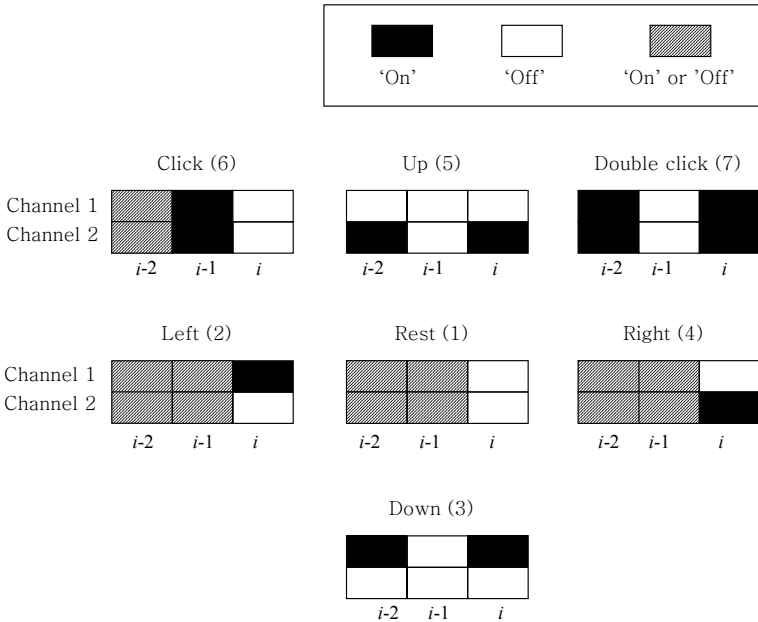 ‘On’ ‘Off’ ‘On’ or ’Off’
Click (6) Up (5) Double click (7)
Channel 1
Channel 2
i-2 i-1 i i-2 i-1 i i-2 i-1 i
Left (2) Rest (1) Right (4)
Channel 1
Channel 2
i-2 i-1 i i-2 i-1 i i-2 i-1 i
Down (3)
i-2 i-1 i